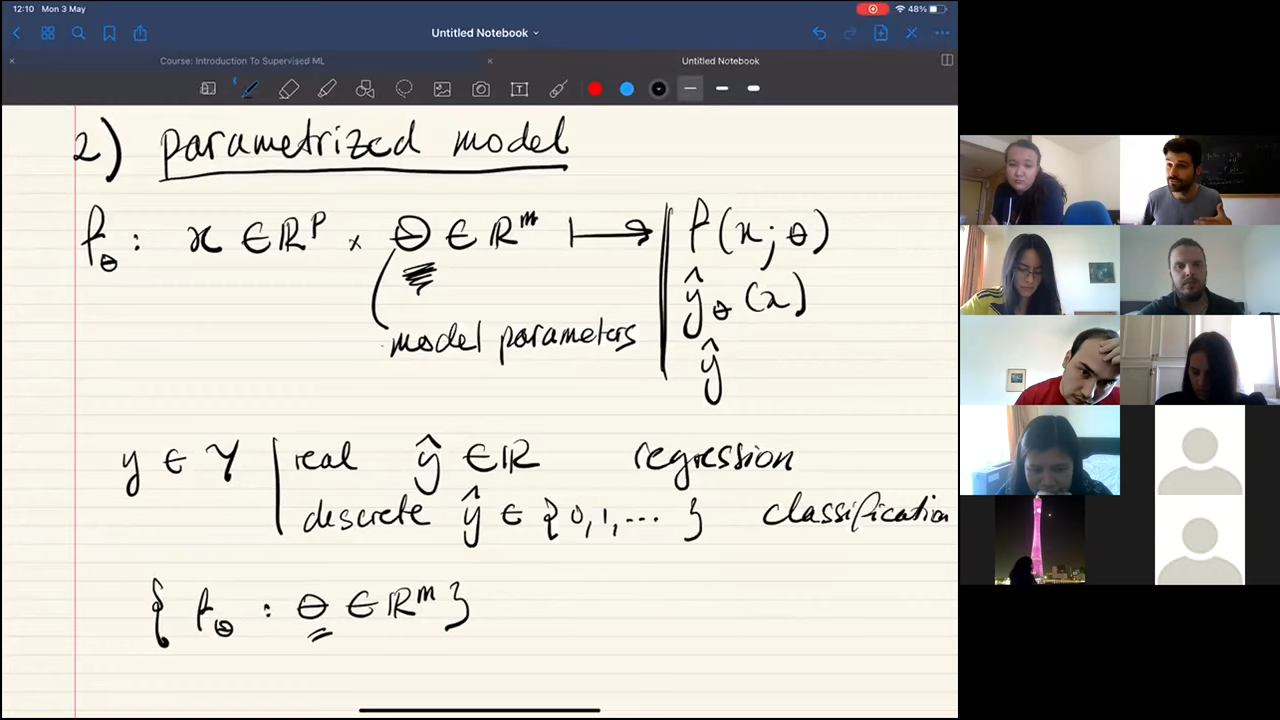 12:10 Mon 3 May
48%
Untitled Notebook
Course: Introduction To Supervised ML
Untitled Notebook
2) parametrized model
f_θ : x ∈ ℝ^p × θ ∈ ℝ^m ↦ f(x; θ)
ŷ_θ (x)
model parameters
ŷ
y ∈ Y | real ŷ ∈ ℝ regression
discrete ŷ ∈ {0, 1, ...} classification
{ f_θ : θ ∈ ℝ^m }